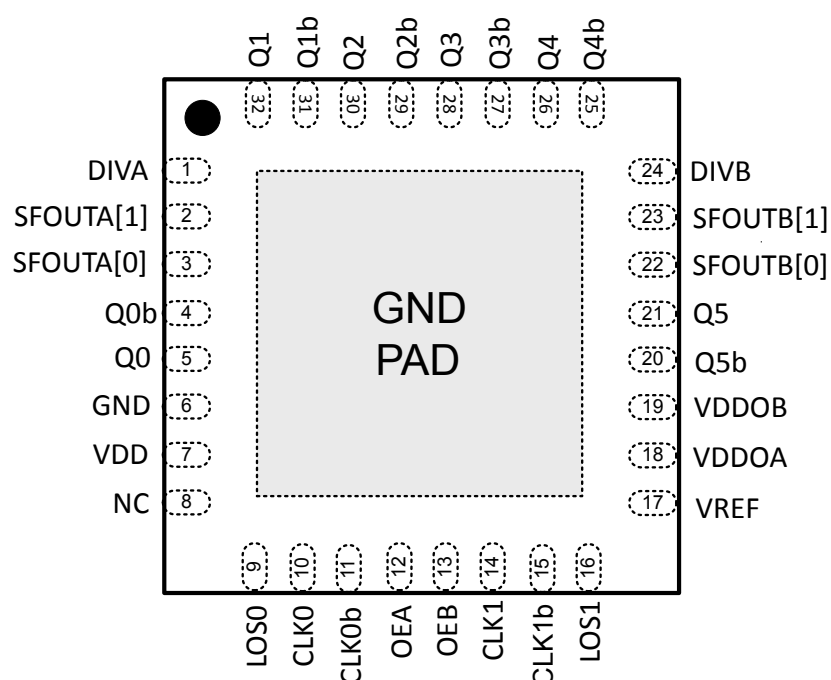 Q1
Q1b
Q2
Q2b
Q3
Q3b
Q4
Q4b
32
31
30
29
28
27
26
25
DIVA
1
24
DIVB
SFOUTA[1]
2
23
SFOUTB[1]
SFOUTA[0]
3
22
SFOUTB[0]
Q0b
4
21
Q5
Q0
5
20
Q5b
GND
6
19
VDDOB
VDD
7
18
VDDOA
NC
8
17
VREF
GND
PAD
9
10
11
12
13
14
15
16
LOS0
CLK0
CLK0b
OEA
OEB
CLK1
CLK1b
LOS1